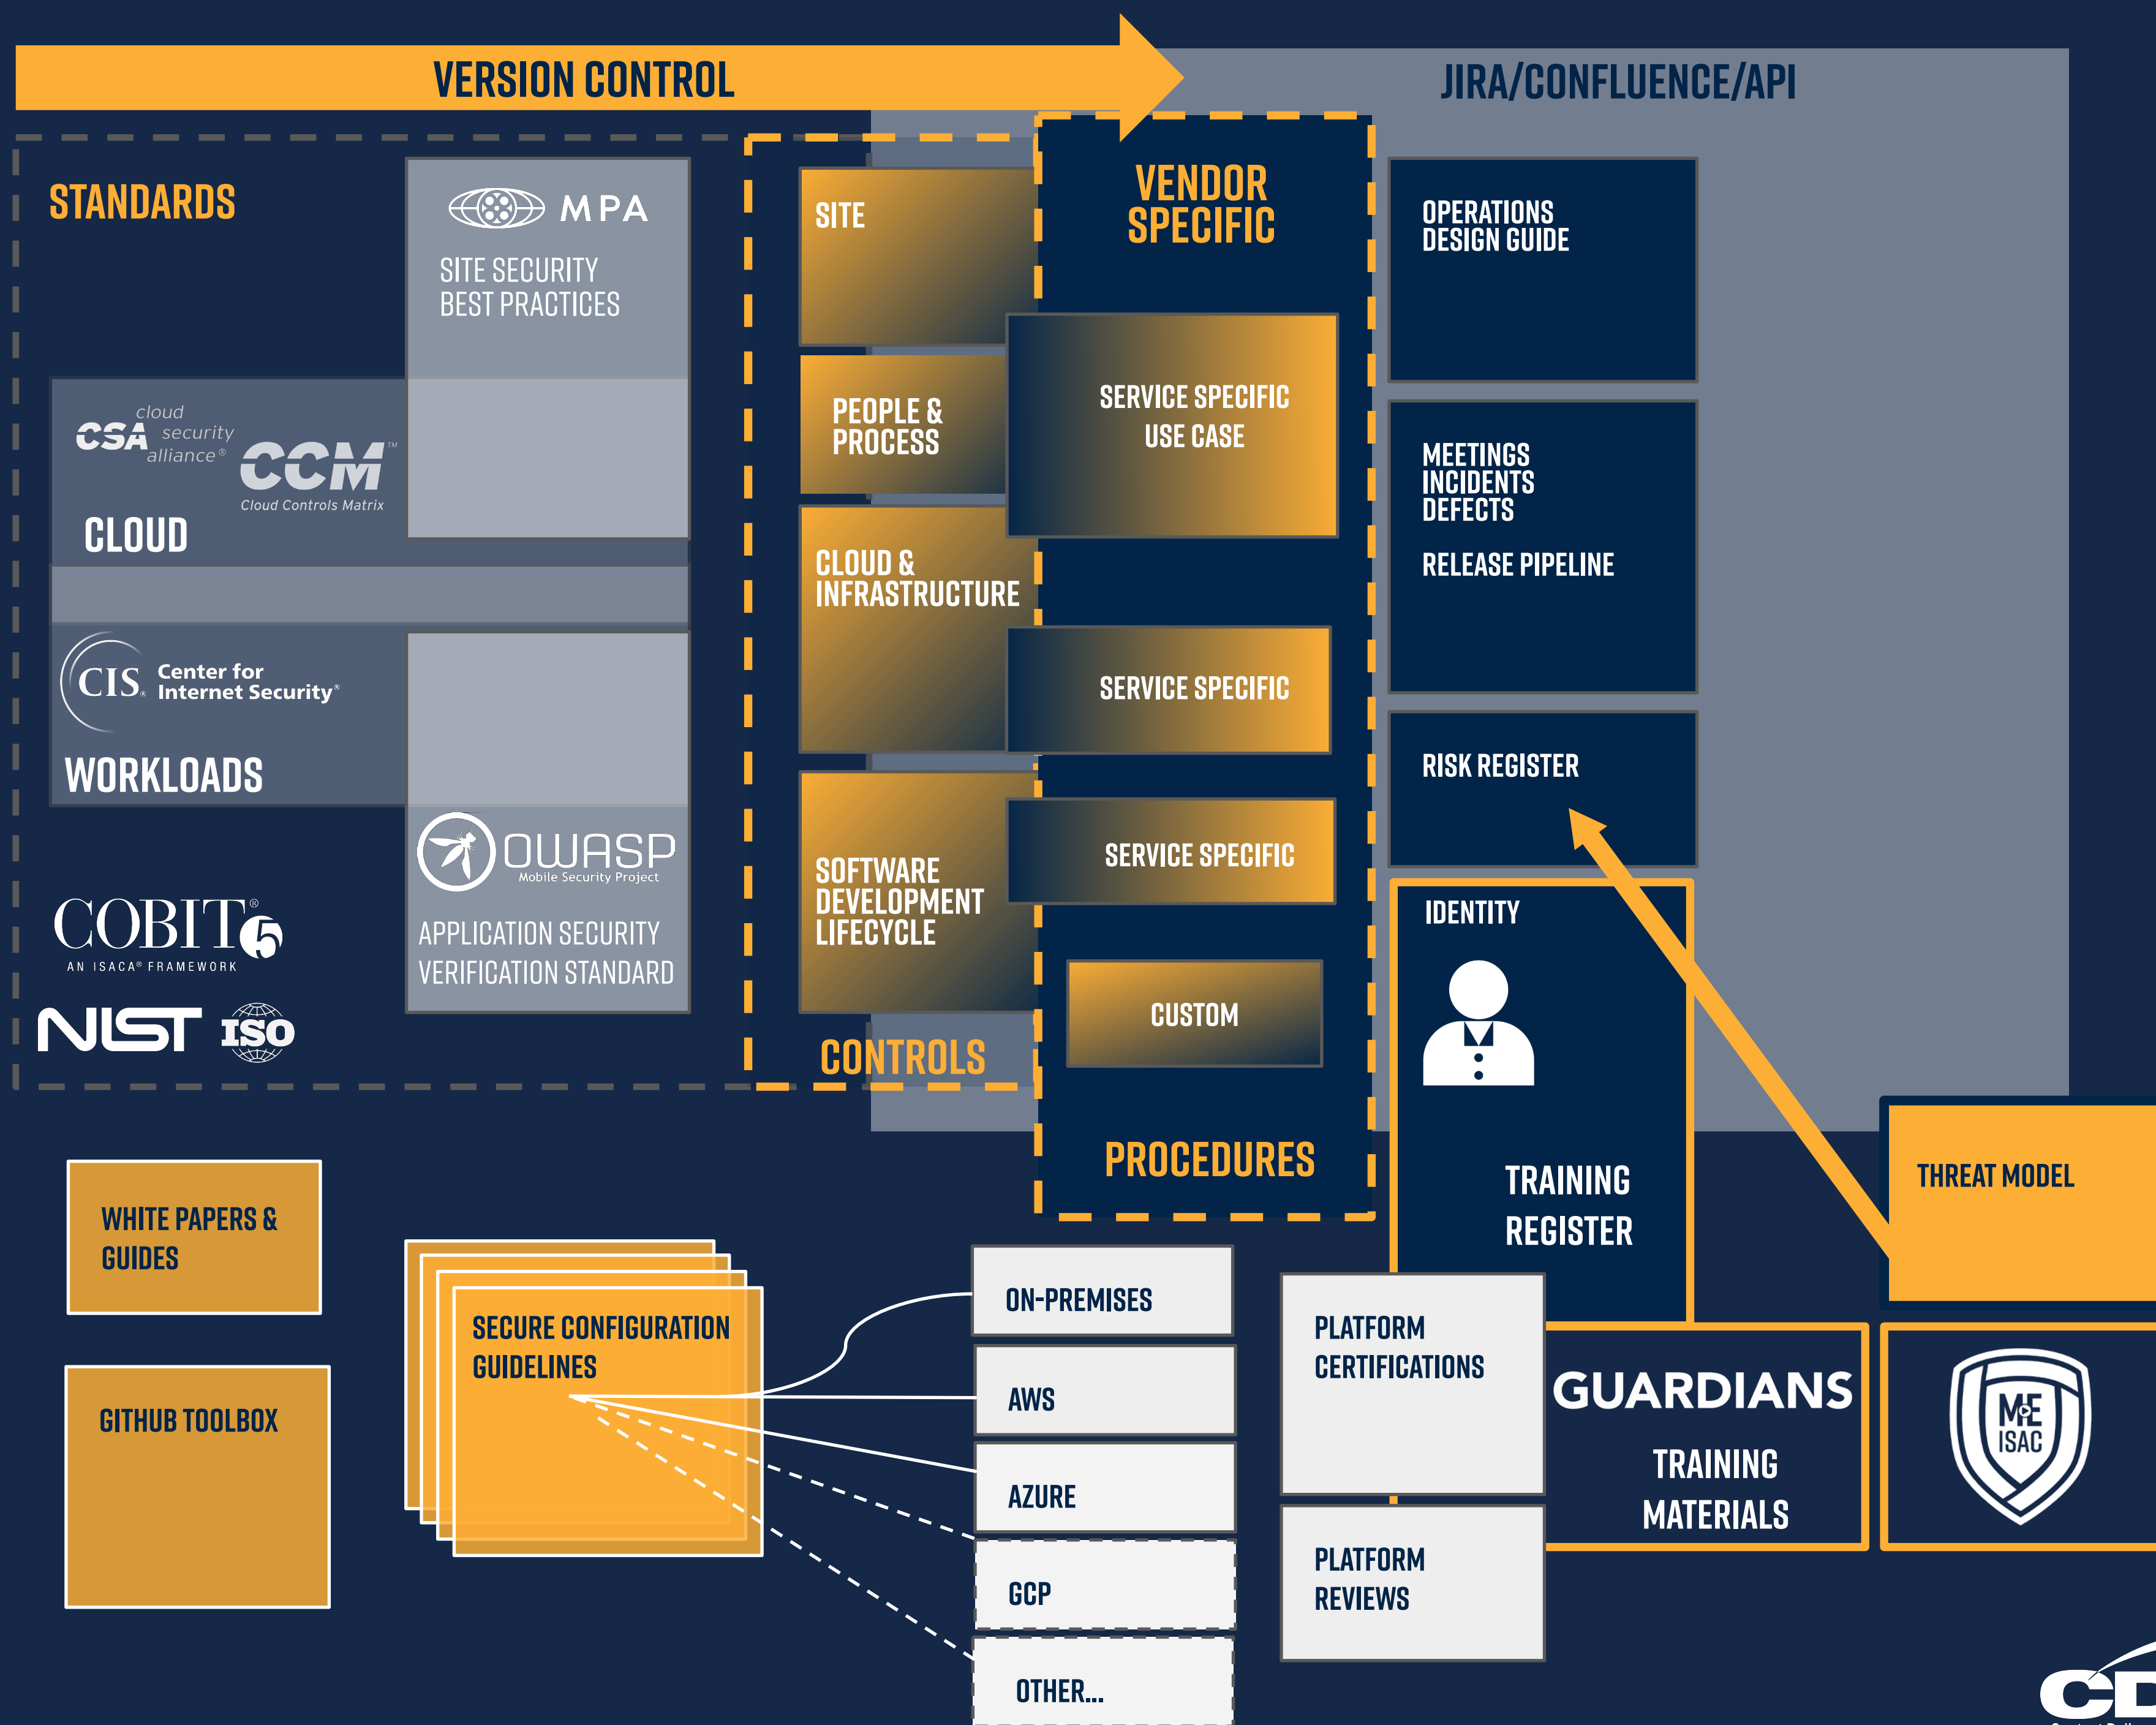 VERSION CONTROL
JIRA/CONFLUENCE/API
STANDARDS
MPA
SITE SECURITY
BEST PRACTICES
CSA
cloud
security
alliance®
CCM™
Cloud Controls Matrix
CLOUD
CIS®
Center for
Internet Security®
WORKLOADS
OWASP
Mobile Security Project
APPLICATION SECURITY
VERIFICATION STANDARD
COBIT® 5
AN ISACA® FRAMEWORK
NIST
ISO
SITE
PEOPLE &
PROCESS
CLOUD &
INFRASTRUCTURE
SOFTWARE
DEVELOPMENT
LIFECYCLE
CONTROLS
VENDOR
SPECIFIC
SERVICE SPECIFIC
USE CASE
SERVICE SPECIFIC
SERVICE SPECIFIC
CUSTOM
PROCEDURES
OPERATIONS
DESIGN GUIDE
MEETINGS
INCIDENTS
DEFECTS
RELEASE PIPELINE
RISK REGISTER
IDENTITY
TRAINING
REGISTER
THREAT MODEL
WHITE PAPERS &
GUIDES
GITHUB TOOLBOX
SECURE CONFIGURATION
GUIDELINES
ON-PREMISES
AWS
AZURE
GCP
OTHER...
PLATFORM
CERTIFICATIONS
PLATFORM
REVIEWS
GUARDIANS
TRAINING
MATERIALS
ME
ISAC
CD